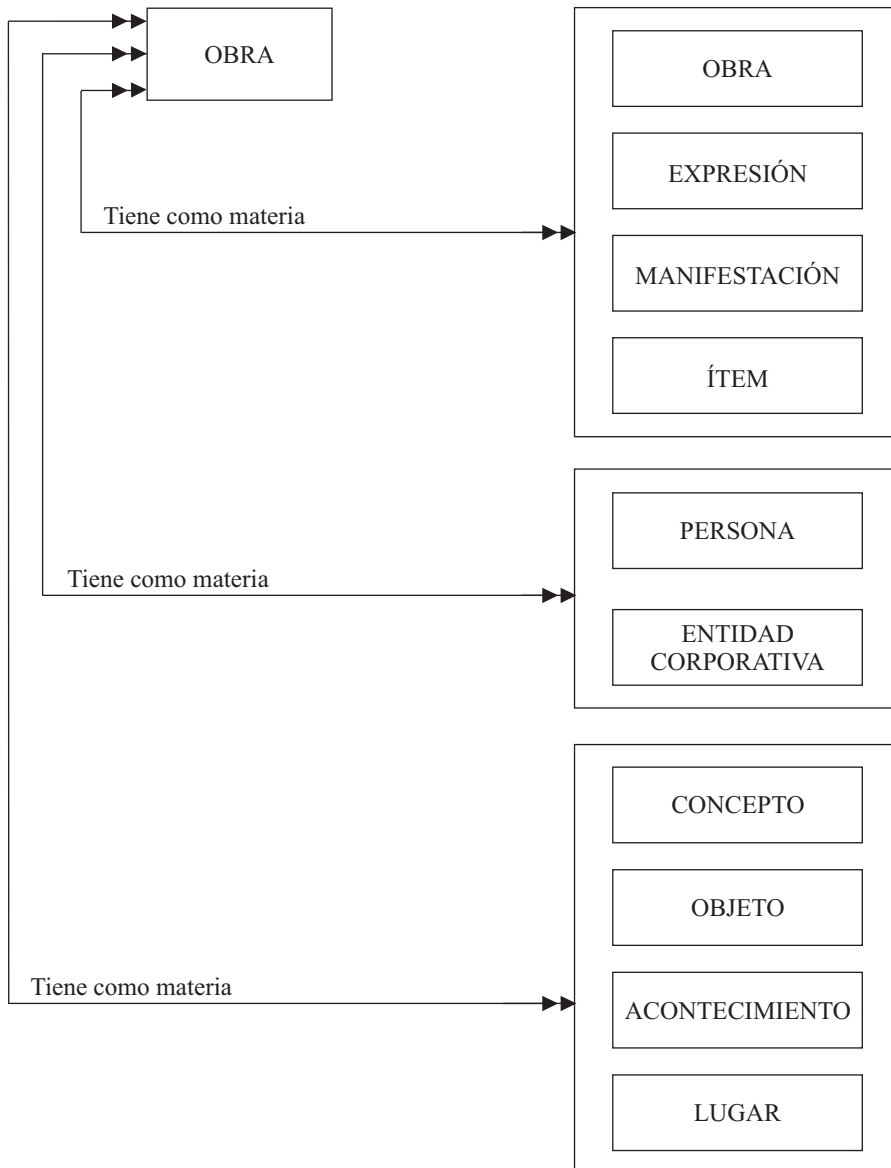 OBRA
OBRA
EXPRESIÓN
Tiene como materia
MANIFESTACIÓN
ÍTEM
PERSONA
Tiene como materia
ENTIDAD
CORPORATIVA
CONCEPTO
OBJETO
Tiene como materia
ACONTECIMIENTO
LUGAR